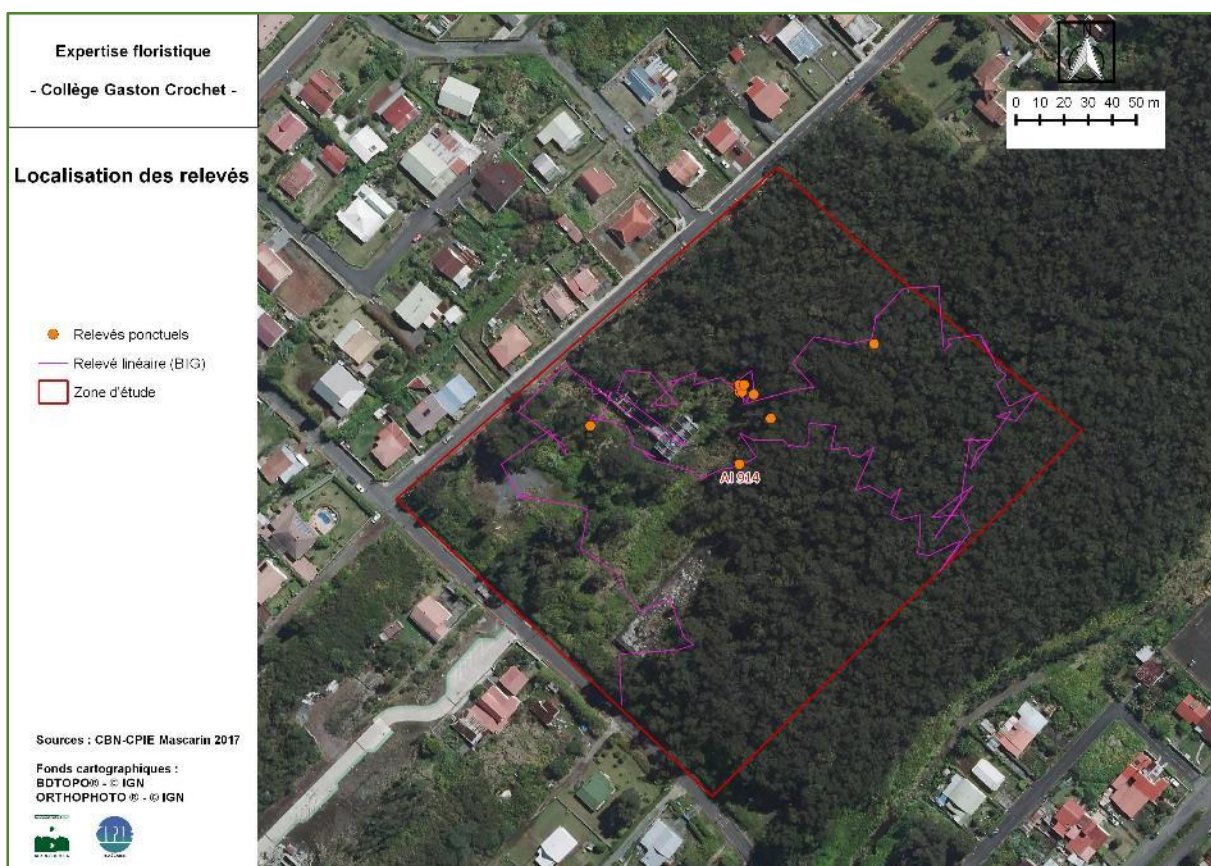 Expertise floristique
- Collège Gaston Crochet -
Localisation des relevés
Relevés ponctuels
Relevé linéaire (BIG)
Zone d'étude
Sources : CBN-CPIE Mascarin 2017
Fonds cartographiques :
BDTOPO® - © IGN
ORTHOPHOTO ® - © IGN
0 10 20 30 40 50 m
AI 914